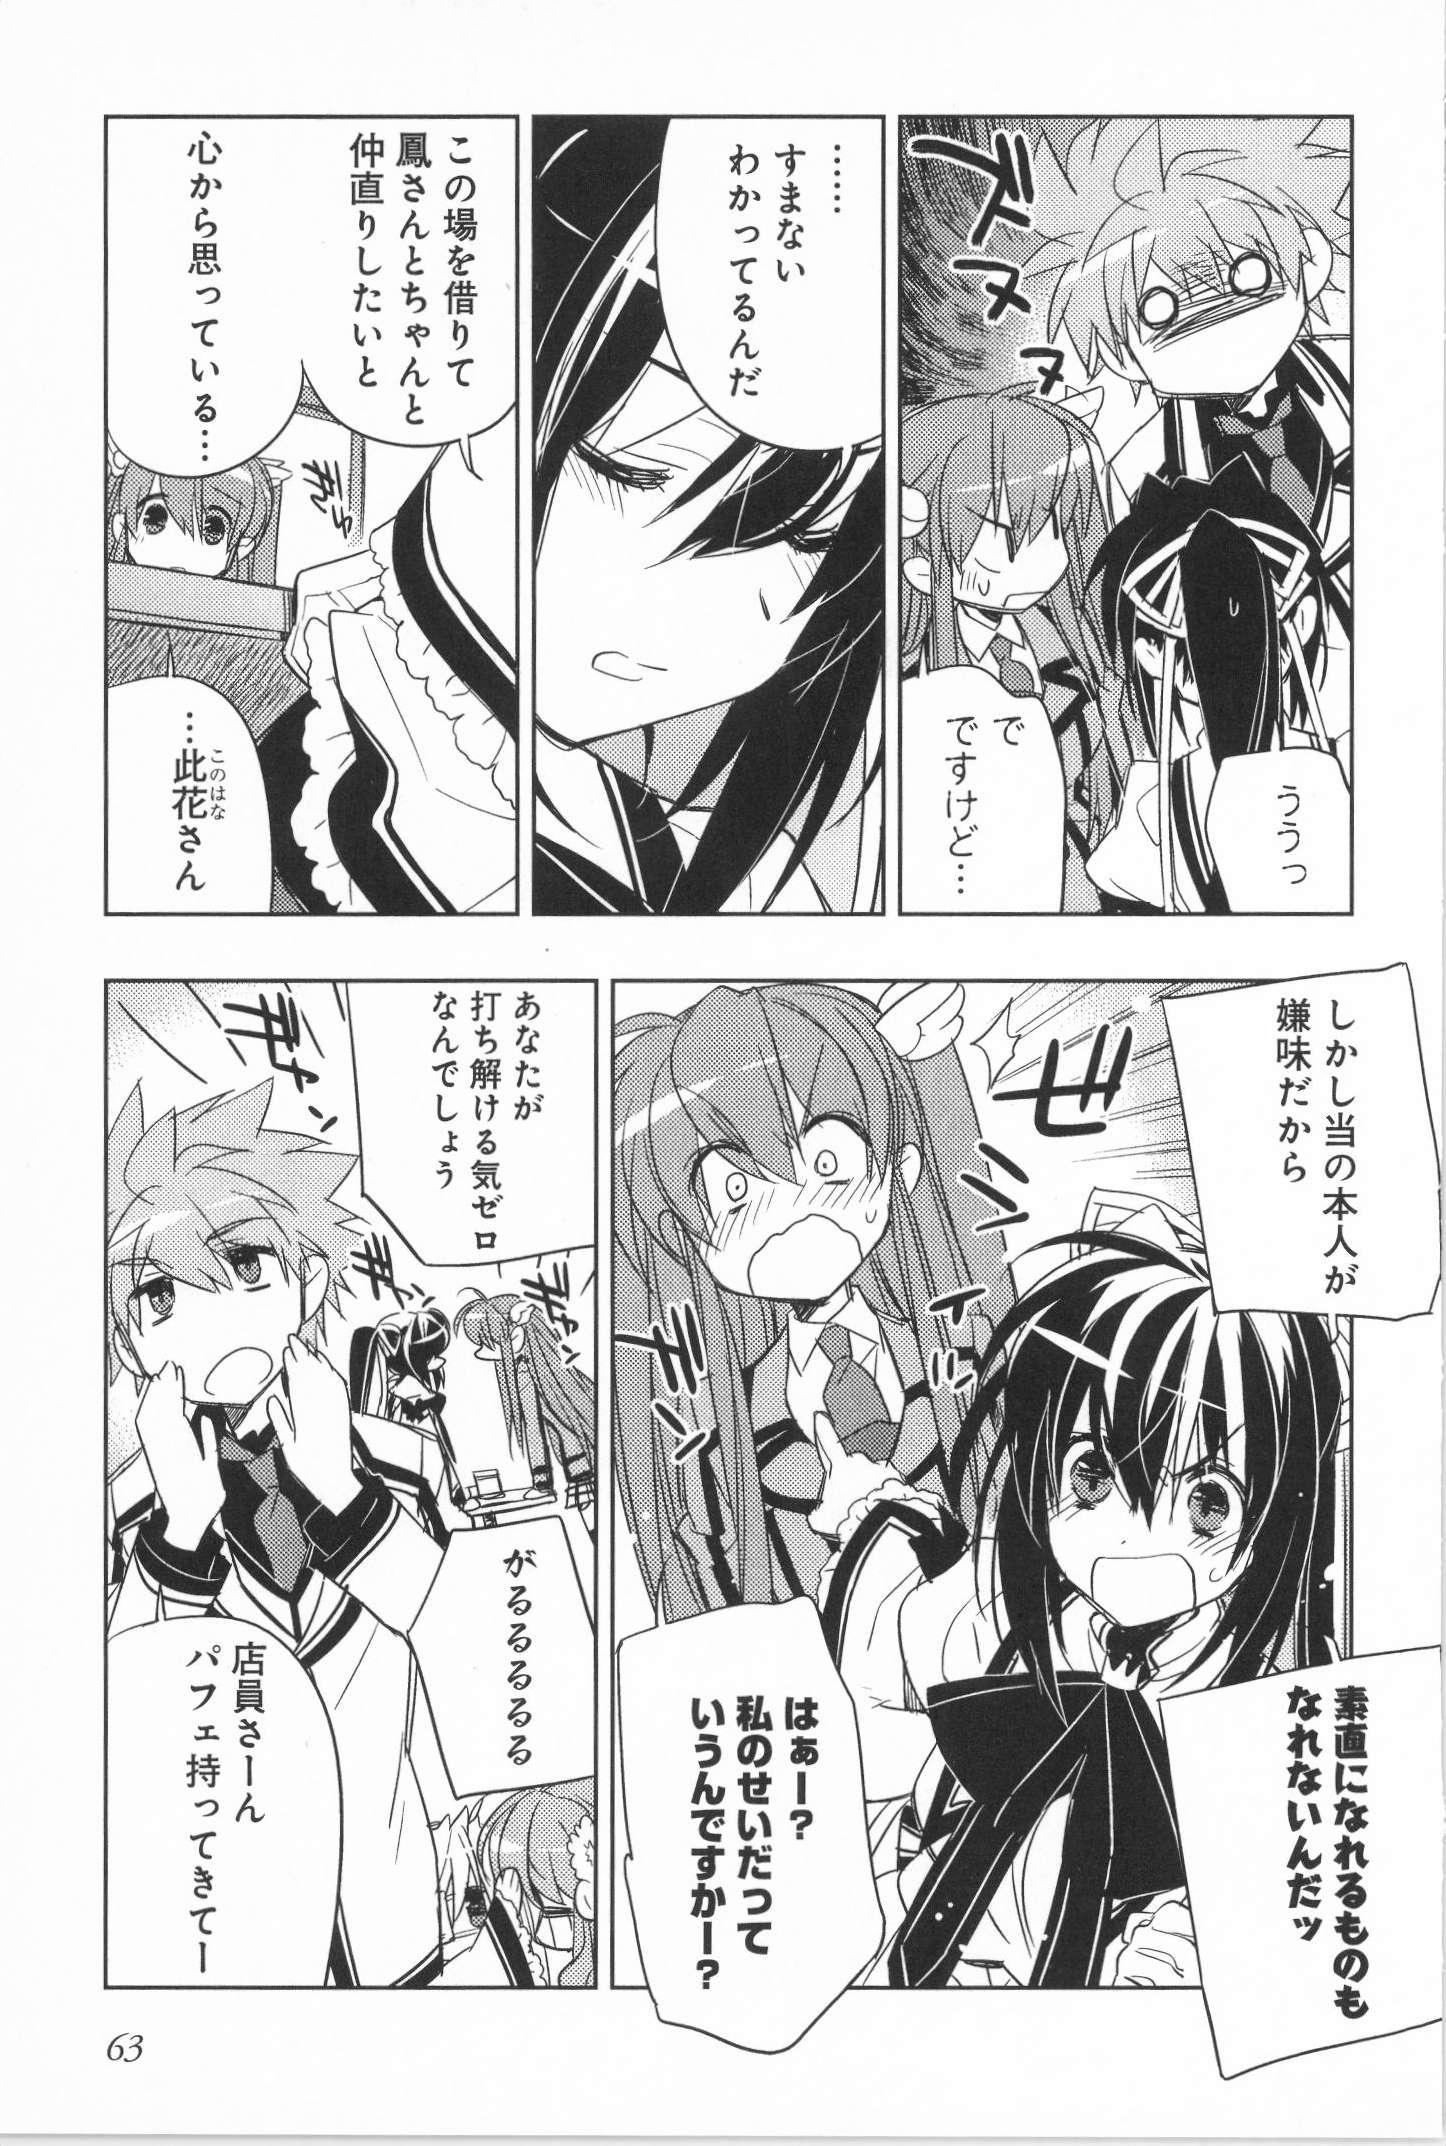 ズ
ヌ
ヌ
ううっ
で
ですけど…
……
すまない
わかってるんだ
この場を借りて
鳳さんとちゃんと
仲直りしたいと
心から思っている…
…此花さん
このはな
しかし当の本人が
嫌味だから
素直になれるものも
なれないんだッ
はぁー?
私のせいだって
いうんですかー?
あなたが
打ち解ける気ゼロ
なんでしょう
がるるるるる
店員さーん
パフェ持ってきてー
63